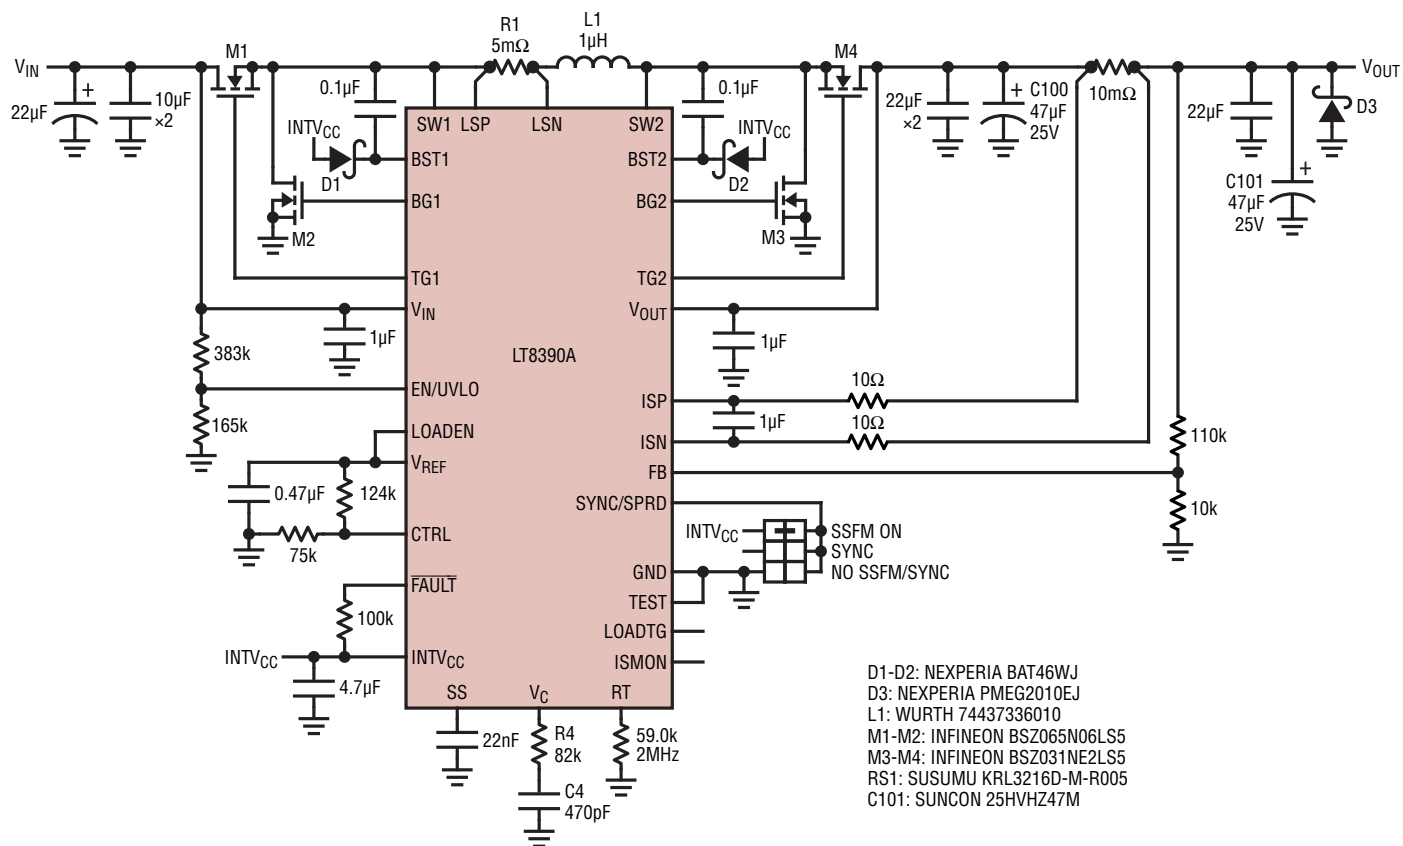 R1
5mΩ
L1
1µH
VIN
M1
M4
VOUT
22µF
+
10µF
×2
0.1µF
0.1µF
22µF
×2
+
C100
47µF
25V
10mΩ
22µF
D3
C101
47µF
25V
+
INTVCC
D1
INTVCC
D2
SW1
LSP
LSN
SW2
BST1
BST2
BG1
BG2
M2
M3
TG1
TG2
VIN
VOUT
1µF
1µF
383k
LT8390A
EN/UVLO
165k
ISP
10Ω
1µF
ISN
10Ω
110k
LOADEN
VREF
FB
0.47µF
124k
10k
75k
CTRL
SYNC/SPRD
INTVCC
SSFM ON
SYNC
NO SSFM/SYNC
GND
TEST
FAULT
100k
LOADTG
ISMON
INTVCC
INTVCC
4.7µF
SS
VC
RT
22nF
R4
82k
59.0k
2MHz
C4
470pF
D1-D2: NEXPERIA BAT46WJ
D3: NEXPERIA PMEG2010EJ
L1: WURTH 74437336010
M1-M2: INFINEON BSZ065N06LS5
M3-M4: INFINEON BSZ031NE2LS5
RS1: SUSUMU KRL3216D-M-R005
C101: SUNCON 25HVHZ47M